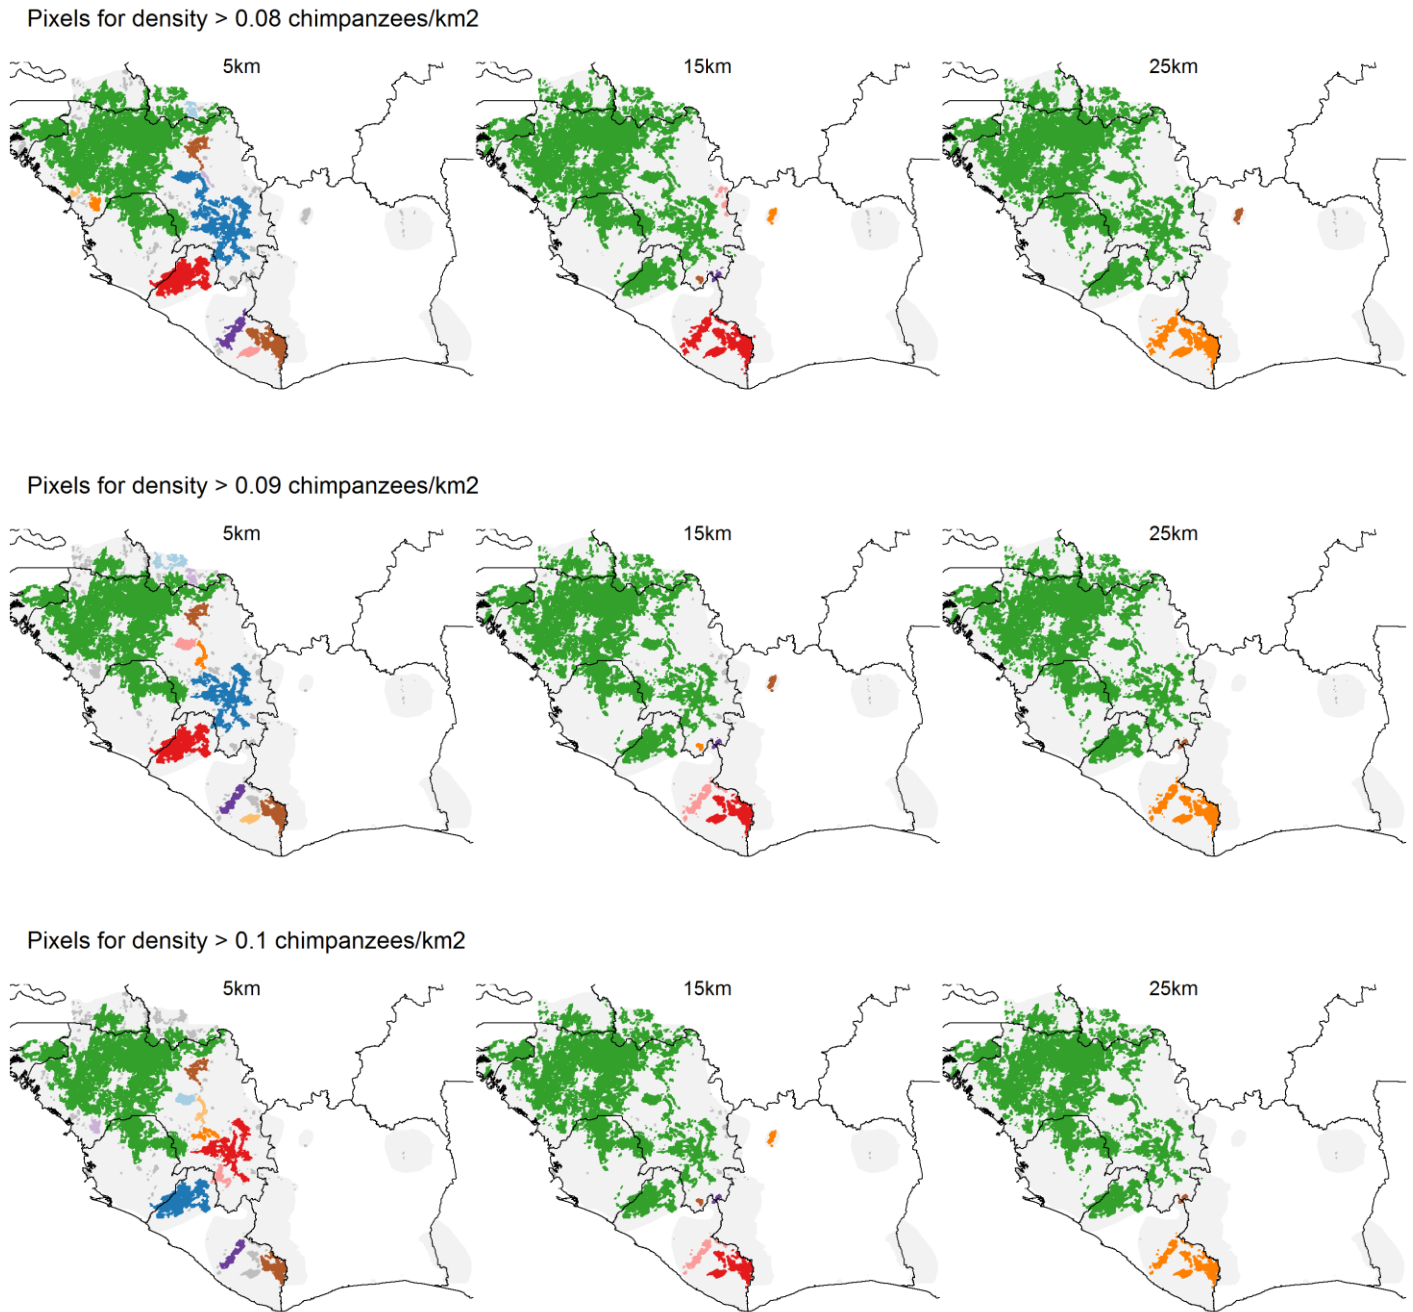 Pixels for density > 0.08 chimpanzees/km2
5km
15km
25km
Pixels for density > 0.09 chimpanzees/km2
5km
15km
25km
Pixels for density > 0.1 chimpanzees/km2
5km
15km
25km